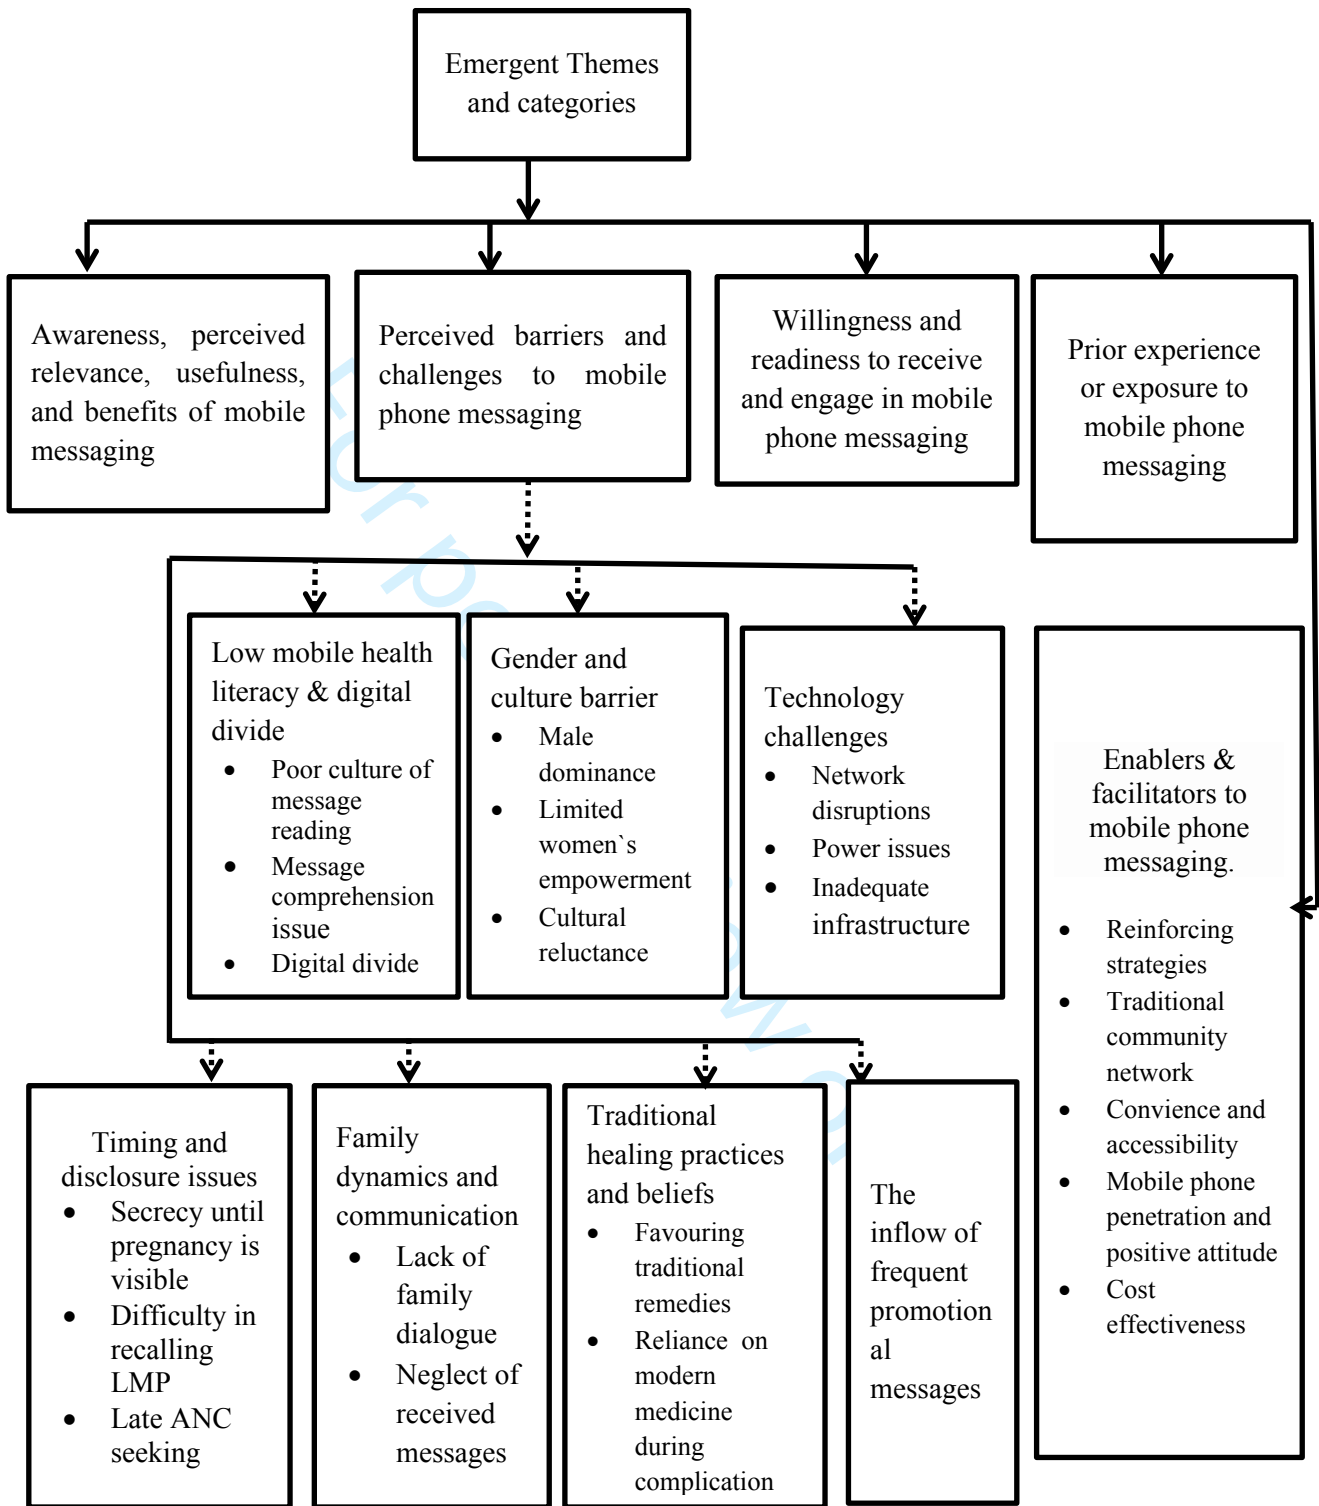 Emergent Themes
and categories
Awareness, perceived
relevance, usefulness,
and benefits of mobile
messaging
Perceived barriers and
challenges to mobile
phone messaging
Willingness and
readiness to receive
and engage in mobile
phone messaging
Prior experience
or exposure to
mobile phone
messaging
Low mobile health
literacy & digital
divide
• Poor culture of
message
reading
• Message
comprehension
issue
• Digital divide
Gender and
culture barrier
• Male
dominance
• Limited
women`s
empowerment
• Cultural
reluctance
Technology
challenges
• Network
disruptions
• Power issues
• Inadequate
infrastructure
Enablers &
facilitators to
mobile phone
messaging.
• Reinforcing
strategies
• Traditional
community
network
• Convience and
accessibility
• Mobile phone
penetration and
positive attitude
• Cost
effectiveness
Timing and
disclosure issues
• Secrecy until
pregnancy is
visible
• Difficulty in
recalling
LMP
• Late ANC
seeking
Family
dynamics and
communication
• Lack of
family
dialogue
• Neglect of
received
messages
Traditional
healing practices
and beliefs
• Favouring
traditional
remedies
• Reliance on
modern
medicine
during
complication
The
inflow of
frequent
promotion
al
messages
For